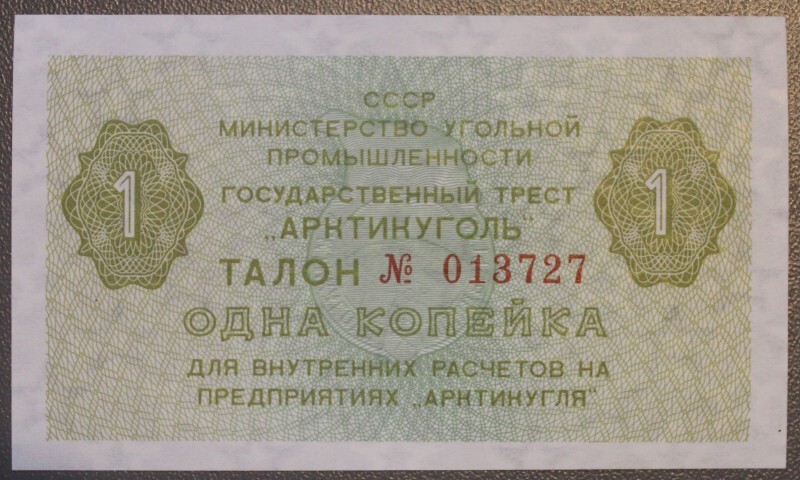 СССР
МИНИСТЕРСТВО УГОЛЬНОЙ
ПРОМЫШЛЕННОСТИ
ГОСУДАРСТВЕННЫЙ ТРЕСТ
„АРКТИКУГОЛЬ"
1 1
ТАЛОН № 013727
ОДНА КОПЕЙКА
ДЛЯ ВНУТРЕННИХ РАСЧЕТОВ НА
ПРЕДПРИЯТИЯХ „АРКТИКУГЛЯ"